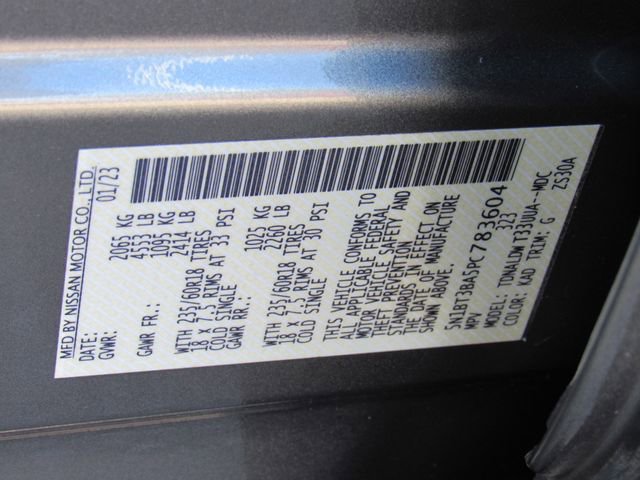 MFD BY NISSAN MOTOR CO., LTD.
DATE: 01/23
GVWR: 2065 KG
4553 LB
GAWR FR.: 1095 KG
2414 LB
WITH 235/60R18 TIRES
18 X 7.5 RIMS AT 33 PSI
COLD SINGLE
GAWR RR.: 1025 KG
2260 LB
WITH 235/60R18 TIRES
18 X 7.5 RIMS AT 30 PSI
COLD SINGLE
THIS VEHICLE CONFORMS TO
ALL APPLICABLE FEDERAL
MOTOR VEHICLE SAFETY AND
THEFT PREVENTION
STANDARDS IN EFFECT ON
THE DATE OF MANUFACTURE
SHOWN ABOVE.
5N1BT3BA5PC783604
MPV 323
MODEL: TONALDW T33UUA--MDC
COLOR: KAD TRIM: G ZS30A